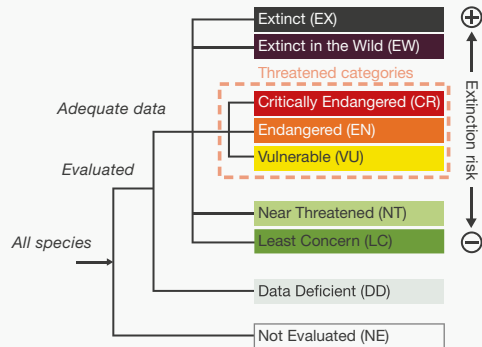 Extinct (EX)
Extinct in the Wild (EW)
Threatened categories
Critically Endangered (CR)
Adequate data
Endangered (EN)
Vulnerable (VU)
Evaluated
Near Threatened (NT)
Least Concern (LC)
All species
Data Deficient (DD)
Not Evaluated (NE)
+
Extinction risk
−